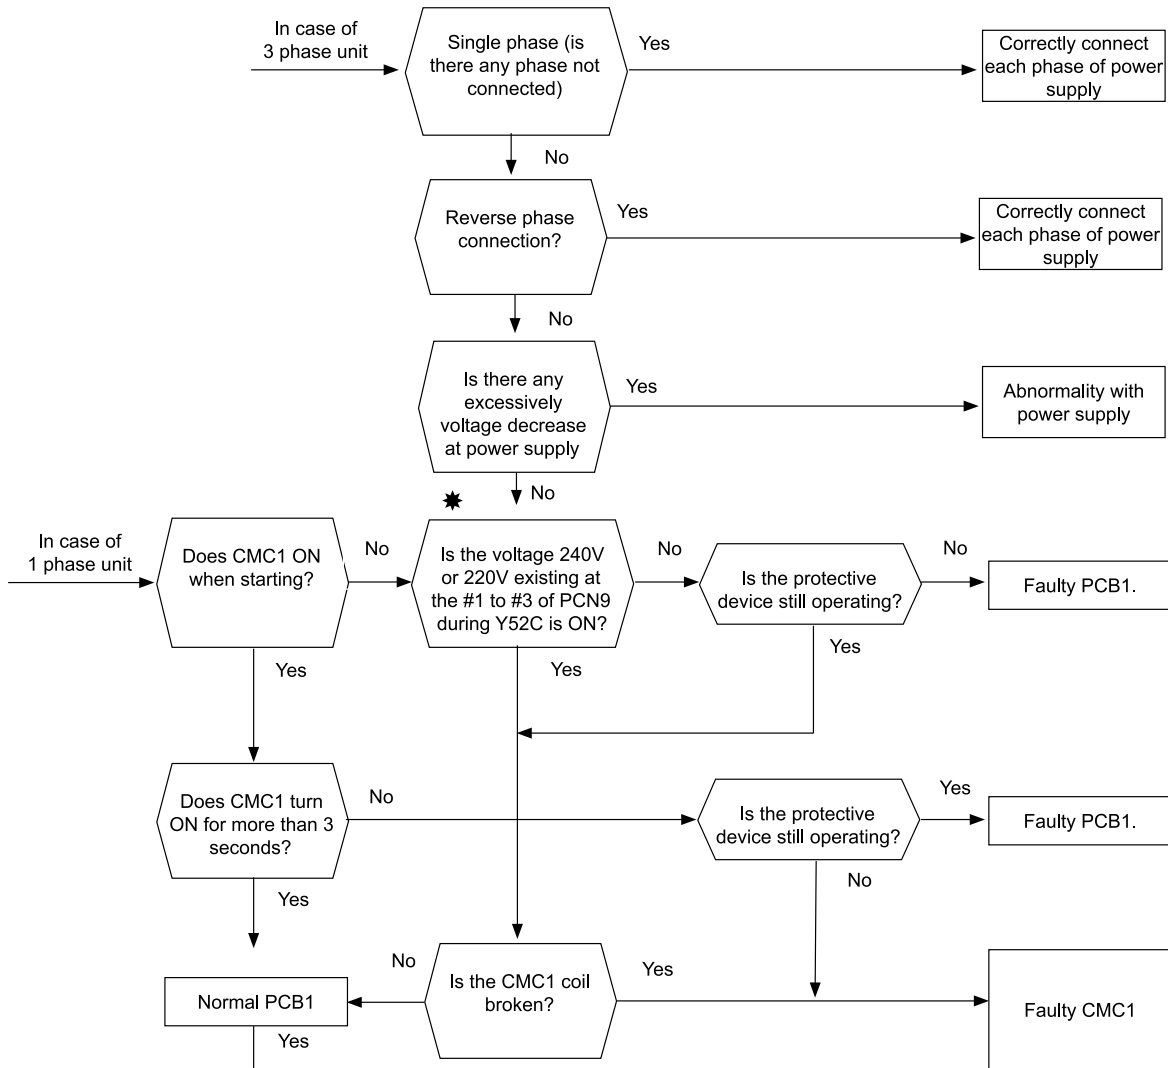 In case of
3 phase unit
Single phase (is
there any phase not
connected)
Yes
Correctly connect
each phase of power
supply
No
Reverse phase
connection?
Yes
Correctly connect
each phase of power
supply
No
Is there any
excessively
voltage decrease
at power supply
Yes
Abnormality with
power supply
No
In case of
1 phase unit
Does CMC1 ON
when starting?
No
Is the voltage 240V
or 220V existing at
the #1 to #3 of PCN9
during Y52C is ON?
No
Is the protective
device still operating?
No
Faulty PCB1.
Yes
Yes
Yes
Does CMC1 turn
ON for more than 3
seconds?
No
Is the protective
device still operating?
Yes
Faulty PCB1.
Yes
No
Normal PCB1
No
Is the CMC1 coil
broken?
Yes
Faulty CMC1
Yes